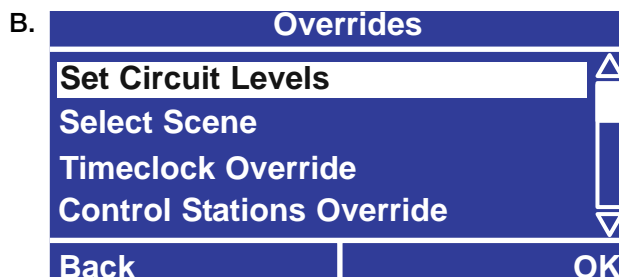 B.
Overrides
Set Circuit Levels
Select Scene
Timeclock Override
Control Stations Override
Back OK